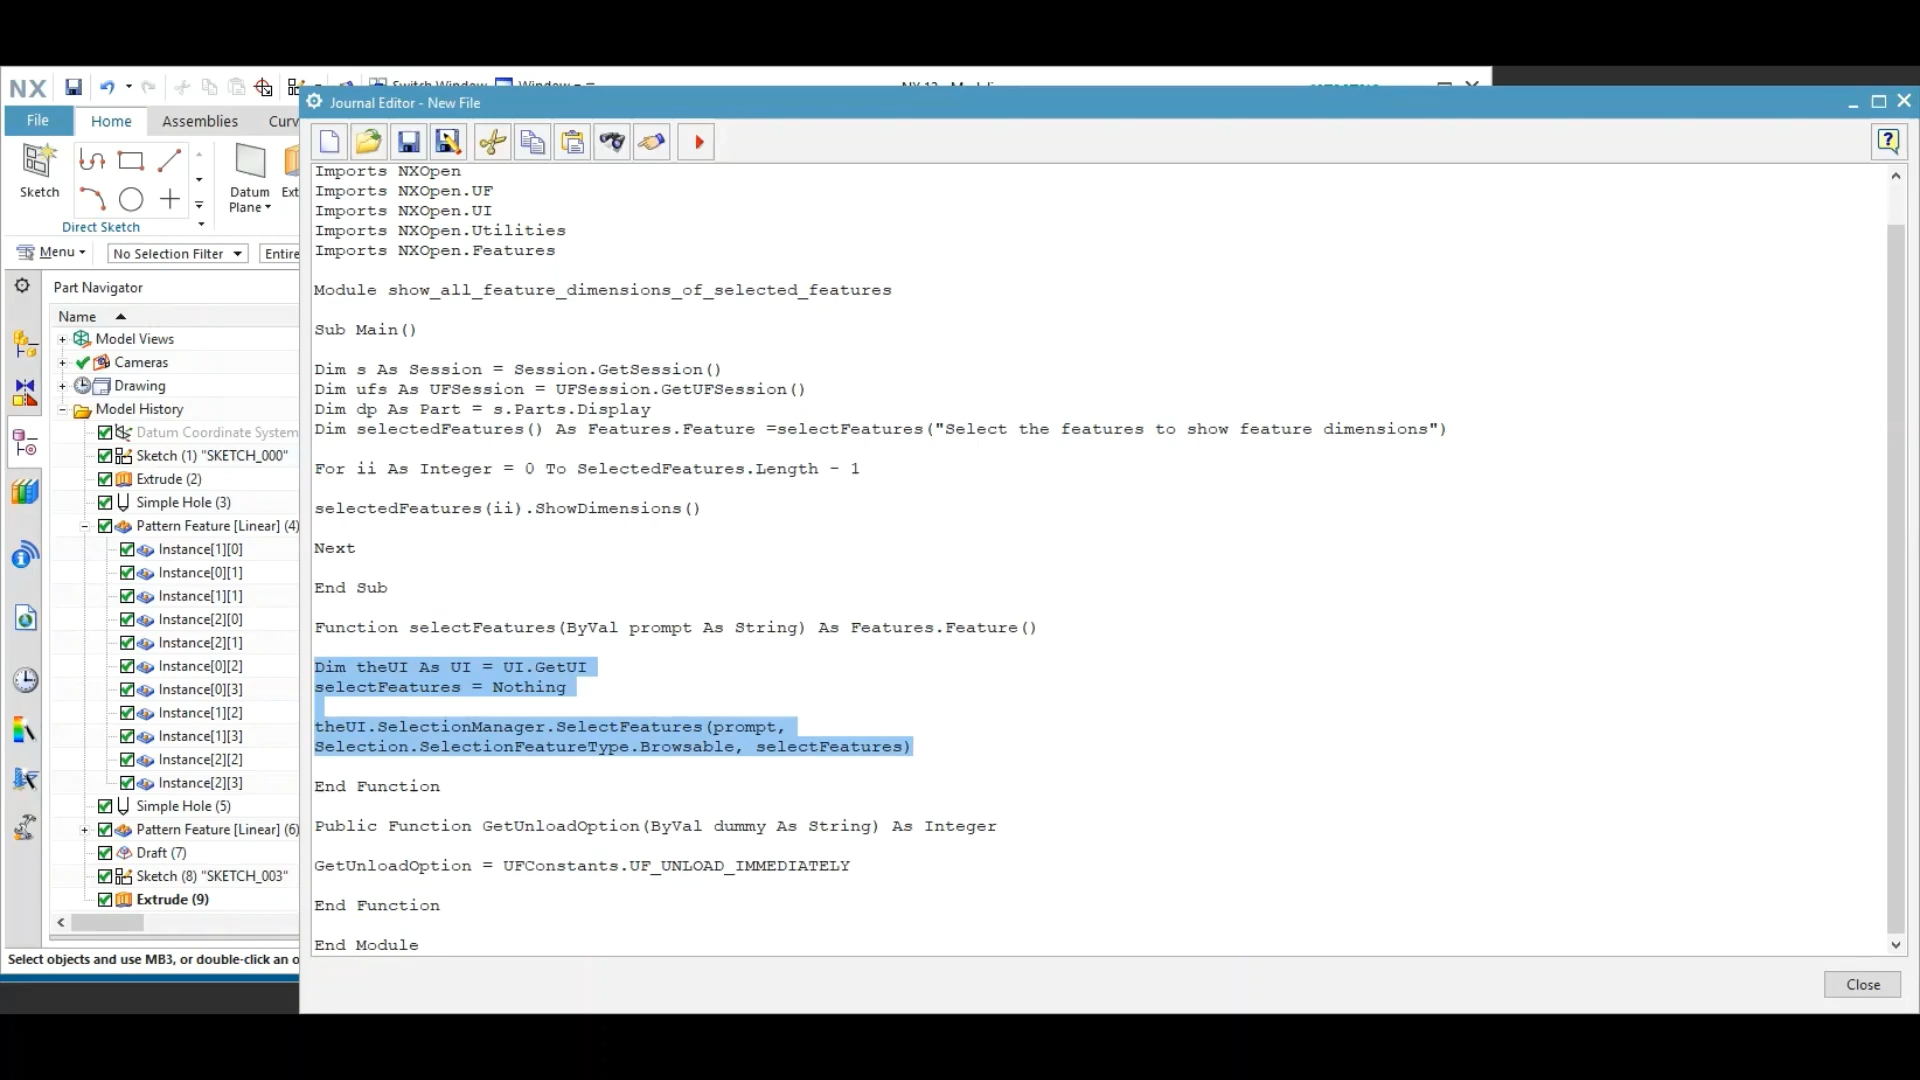 NX
Switch Window
Window
NX 12 - Modeling
Journal Editor - New File
File
Home
Assemblies
Curv
Sketch
Datum
Plane
Ext
Direct Sketch
Menu
No Selection Filter
Entire
Part Navigator
Name
Model Views
Cameras
Drawing
Model History
Datum Coordinate System
Sketch (1) "SKETCH_000"
Extrude (2)
Simple Hole (3)
Pattern Feature [Linear] (4)
Instance[1][0]
Instance[0][1]
Instance[1][1]
Instance[2][0]
Instance[2][1]
Instance[0][2]
Instance[0][3]
Instance[1][2]
Instance[1][3]
Instance[2][2]
Instance[2][3]
Simple Hole (5)
Pattern Feature [Linear] (6)
Draft (7)
Sketch (8) "SKETCH_003"
Extrude (9)
Select objects and use MB3, or double-click an o
Imports NXOpen
Imports NXOpen.UF
Imports NXOpen.UI
Imports NXOpen.Utilities
Imports NXOpen.Features
Module show_all_feature_dimensions_of_selected_features
Sub Main()
Dim s As Session = Session.GetSession()
Dim ufs As UFSession = UFSession.GetUFSession()
Dim dp As Part = s.Parts.Display
Dim selectedFeatures() As Features.Feature =selectFeatures("Select the features to show feature dimensions")
For ii As Integer = 0 To SelectedFeatures.Length - 1
selectedFeatures(ii).ShowDimensions()
Next
End Sub
Function selectFeatures(ByVal prompt As String) As Features.Feature()
Dim theUI As UI = UI.GetUI
selectFeatures = Nothing
theUI.SelectionManager.SelectFeatures(prompt,
Selection.SelectionFeatureType.Browsable, selectFeatures)
End Function
Public Function GetUnloadOption(ByVal dummy As String) As Integer
GetUnloadOption = UFConstants.UF_UNLOAD_IMMEDIATELY
End Function
End Module
Close